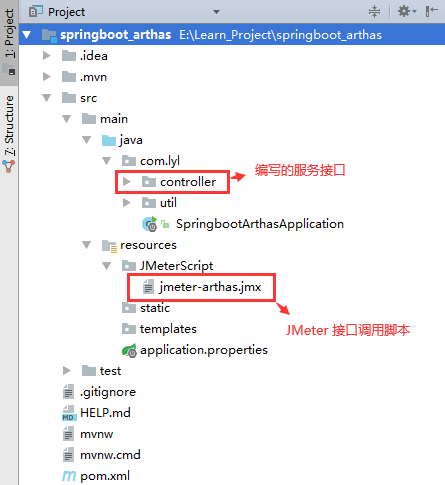 Project
springboot_arthas E:\Learn_Project\springboot_arthas
.idea
.mvn
src
main
java
com.lyl
controller
编写的服务接口
util
SpringbootArthasApplication
resources
JMeterScript
jmeter-arthas.jmx
static
JMeter 接口调用脚本
templates
application.properties
test
.gitignore
HELP.md
mvnw
mvnw.cmd
pom.xml
1: Project
7: Structure